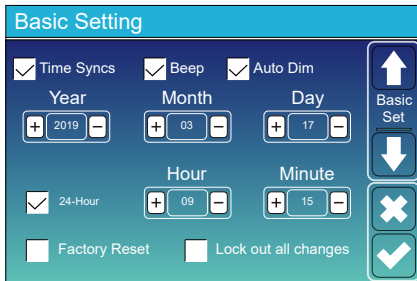 Basic Setting
Time Syncs Beep Auto Dim
Year Month Day
+ 2019 − + 03 − + 17 −
Basic
Set
Hour Minute
24-Hour + 09 − + 15 −
Factory Reset Lock out all changes